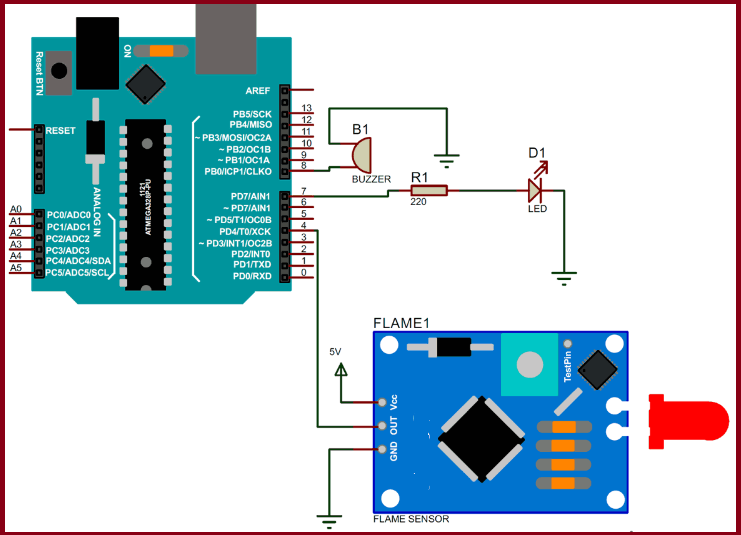 Reset BTN
ON
AREF
RESET
PB5/SCK 13
PB4/MISO 12
~ PB3/MOSI/OC2A 11
~ PB2/OC1B 10
~ PB1/OC1A 9
PB0/ICP1/CLKO 8
1121
ATMEGA328P-PU
ANALOG IN
A0 PC0/ADC0
A1 PC1/ADC1
A2 PC2/ADC2
A3 PC3/ADC3
A4 PC4/ADC4/SDA
A5 PC5/ADC5/SCL
PD7/AIN1 7
~ PD7/AIN1 6
~ PD5/T1/OC0B 5
PD4/T0/XCK 4
~ PD3/INT1/OC2B 3
PD2/INT0 2
PD1/TXD 1
PD0/RXD 0
B1
BUZZER
R1
220
D1
LED
FLAME1
5V
Vcc
OUT
GND
TestPin
FLAME SENSOR